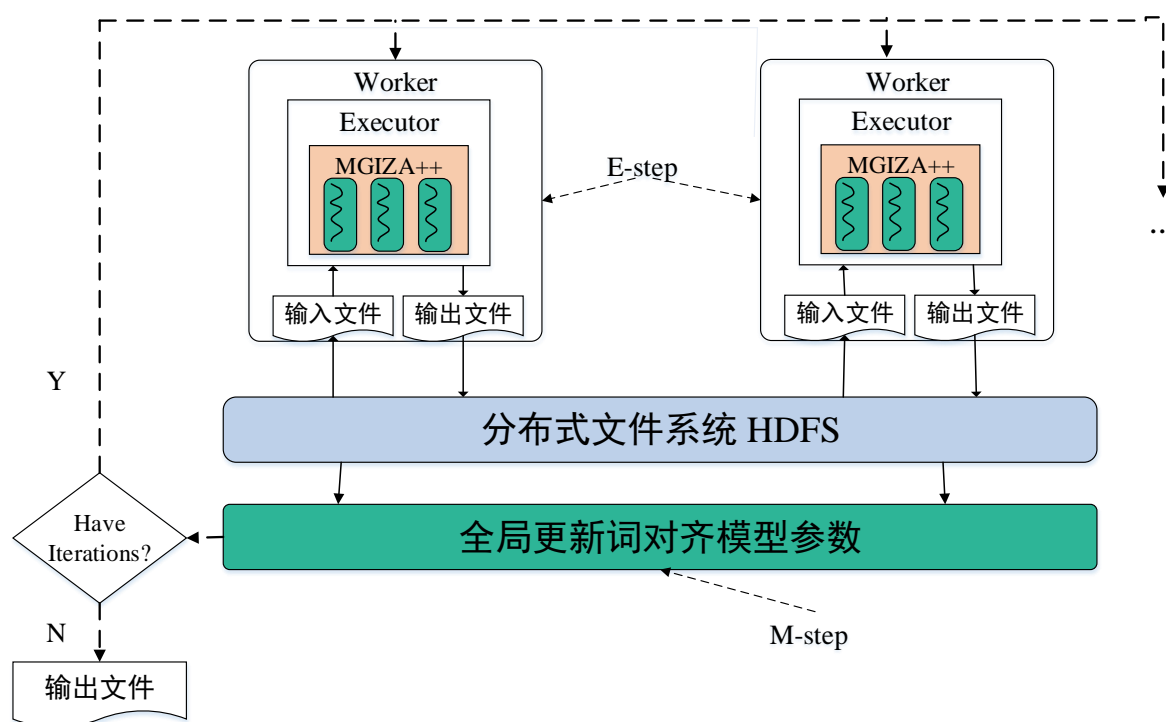 Worker
Worker
Executor
Executor
MGIZA++
MGIZA++
E-step
..
输入文件
输出文件
输入文件
输出文件
Y
分布式文件系统 HDFS
Have
Iterations?
全局更新词对齐模型参数
N
M-step
输出文件